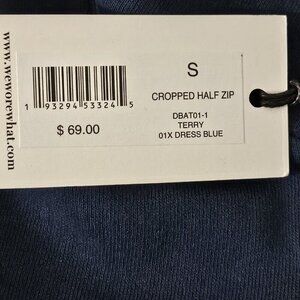 www.weworewhat.com
S
CROPPED HALF ZIP
1 93294 53324 5
DBAT01-1
$ 69.00
TERRY
01X DRESS BLUE